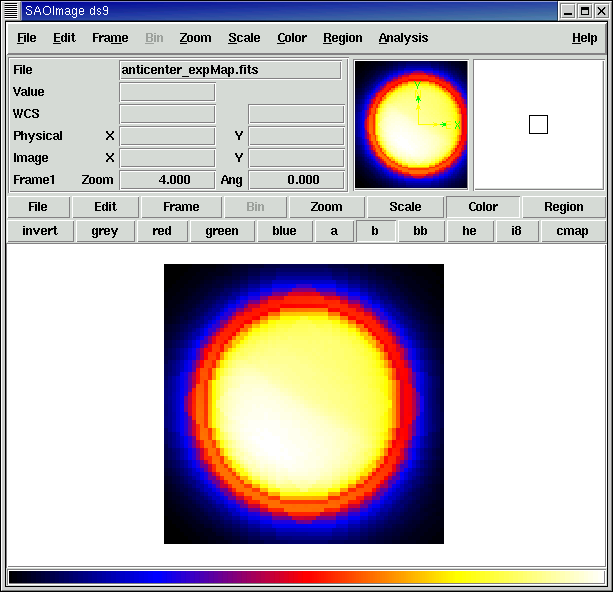 SAOImage ds9
File Edit Frame Bin Zoom Scale Color Region Analysis Help
File anticenter_expMap.fits
Value
WCS
Physical X Y
Image X Y
Frame1 Zoom 4.000 Ang 0.000
Y
X
File Edit Frame Bin Zoom Scale Color Region
invert grey red green blue a b bb he i8 cmap